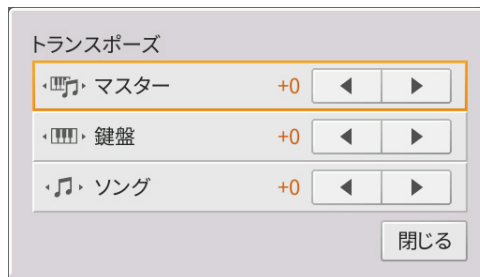 トランスポーズ
マスター +0
鍵盤 +0
ソング +0
閉じる